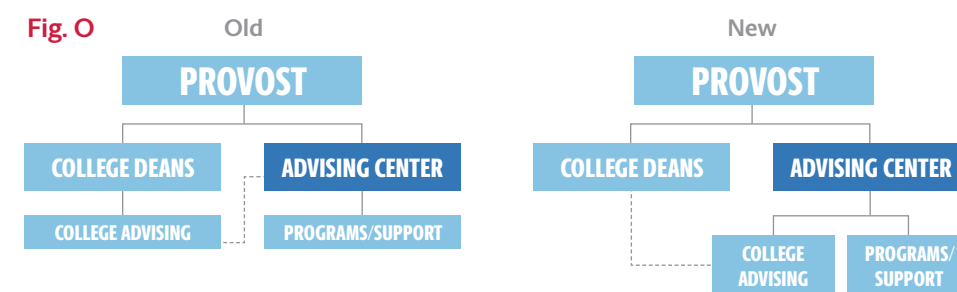 Fig. O
Old
PROVOST
COLLEGE DEANS
ADVISING CENTER
COLLEGE ADVISING
PROGRAMS/SUPPORT
New
PROVOST
COLLEGE DEANS
ADVISING CENTER
COLLEGE
ADVISING
PROGRAMS/
SUPPORT